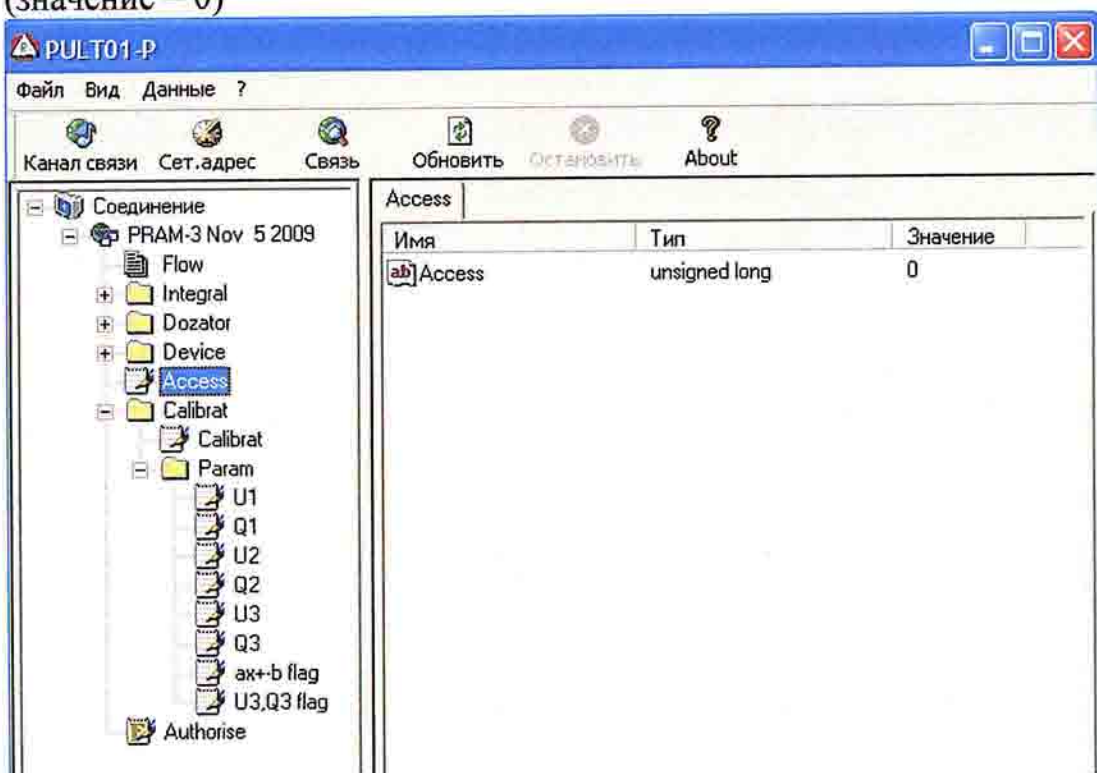 (значение – 0)
PULT01-P
Файл Вид Данные ?
Канал связи Сет.адрес Связь Обновить Остановить About
Соединение
PRAM-3 Nov 5 2009
Flow
Integral
Dozator
Device
Access
Calibrat
Calibrat
Param
U1
Q1
U2
Q2
U3
Q3
ax+-b flag
U3,Q3 flag
Authorise
Access
Имя Тип Значение
Access unsigned long 0